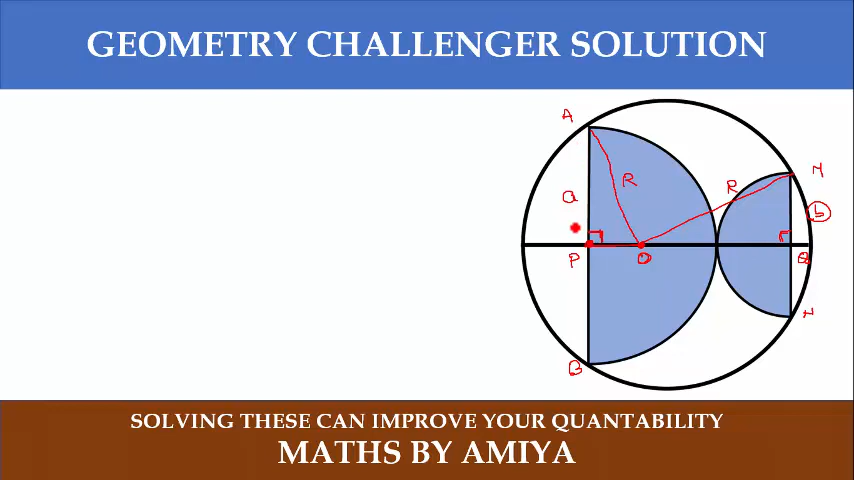 GEOMETRY CHALLENGER SOLUTION
A
R
R
M
a
b
P
O
Q
N
B
SOLVING THESE CAN IMPROVE YOUR QUANTABILITY
MATHS BY AMIYA